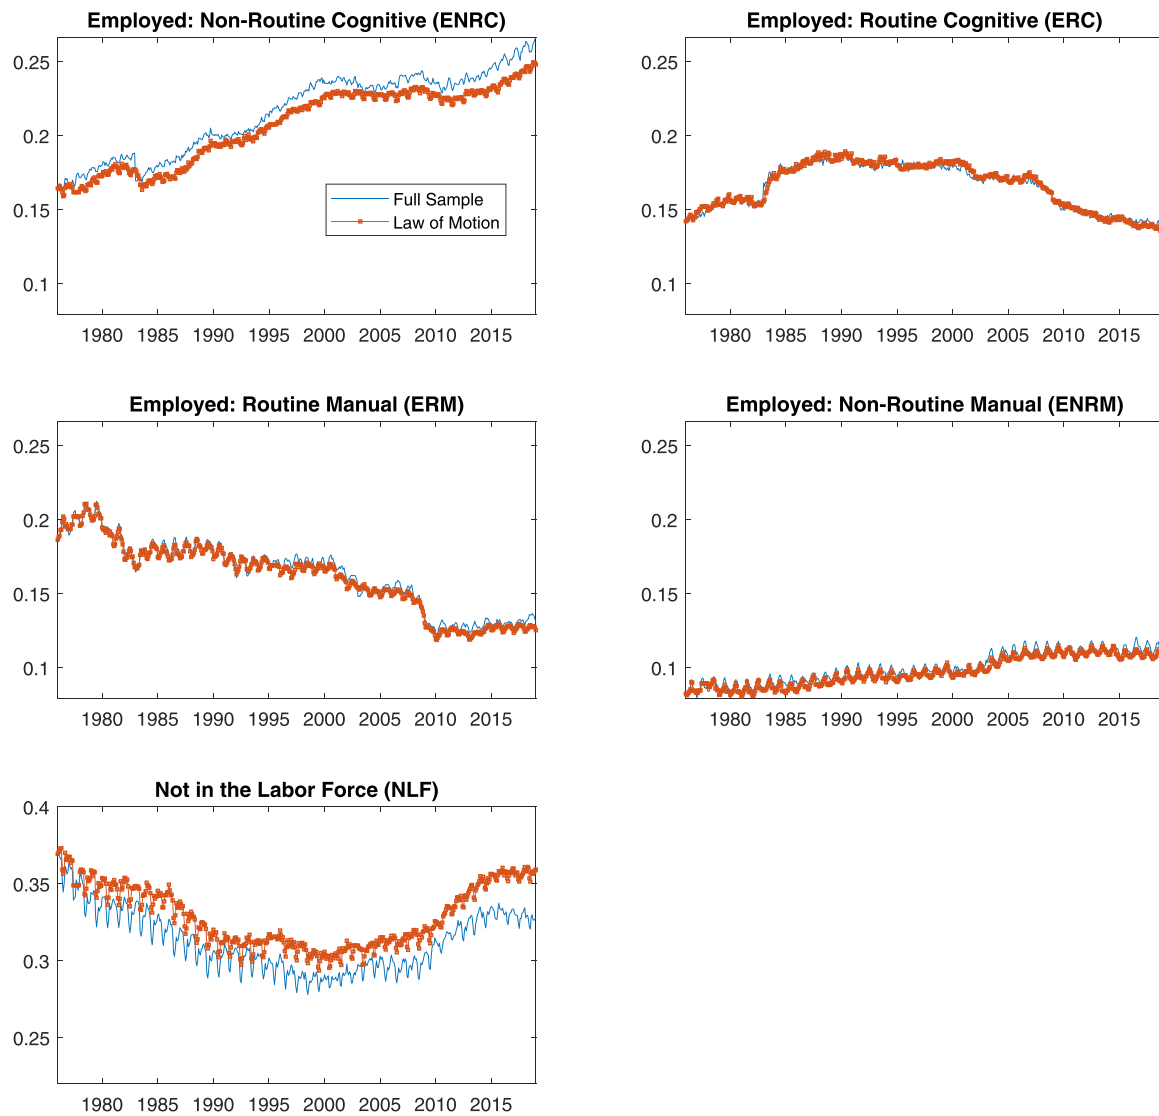 Employed: Non-Routine Cognitive (ENRC)
0.25
0.2
0.15
0.1
Full Sample
Law of Motion
1980 1985 1990 1995 2000 2005 2010 2015
Employed: Routine Cognitive (ERC)
0.25
0.2
0.15
0.1
1980 1985 1990 1995 2000 2005 2010 2015
Employed: Routine Manual (ERM)
0.25
0.2
0.15
0.1
1980 1985 1990 1995 2000 2005 2010 2015
Employed: Non-Routine Manual (ENRM)
0.25
0.2
0.15
0.1
1980 1985 1990 1995 2000 2005 2010 2015
Not in the Labor Force (NLF)
0.4
0.35
0.3
0.25
1980 1985 1990 1995 2000 2005 2010 2015